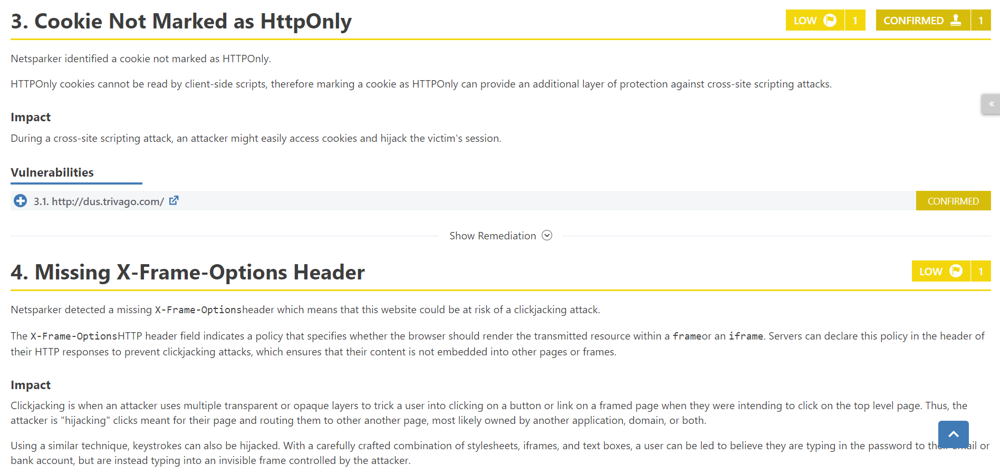 3. Cookie Not Marked as HttpOnly
LOW 1 CONFIRMED 1
Netsparker identified a cookie not marked as HTTPOnly.
HTTPOnly cookies cannot be read by client-side scripts, therefore marking a cookie as HTTPOnly can provide an additional layer of protection against cross-site scripting attacks.
Impact
During a cross-site scripting attack, an attacker might easily access cookies and hijack the victim's session.
Vulnerabilities
3.1. http://dus.trivago.com/ CONFIRMED
Show Remediation
4. Missing X-Frame-Options Header
LOW 1
Netsparker detected a missing X-Frame-Optionsheader which means that this website could be at risk of a clickjacking attack.
The X-Frame-OptionsHTTP header field indicates a policy that specifies whether the browser should render the transmitted resource within a frameor an iframe. Servers can declare this policy in the header of
their HTTP responses to prevent clickjacking attacks, which ensures that their content is not embedded into other pages or frames.
Impact
Clickjacking is when an attacker uses multiple transparent or opaque layers to trick a user into clicking on a button or link on a framed page when they were intending to click on the top level page. Thus, the
attacker is "hijacking" clicks meant for their page and routing them to other another page, most likely owned by another application, domain, or both.
Using a similar technique, keystrokes can also be hijacked. With a carefully crafted combination of stylesheets, iframes, and text boxes, a user can be led to believe they are typing in the password to their email or
bank account, but are instead typing into an invisible frame controlled by the attacker.